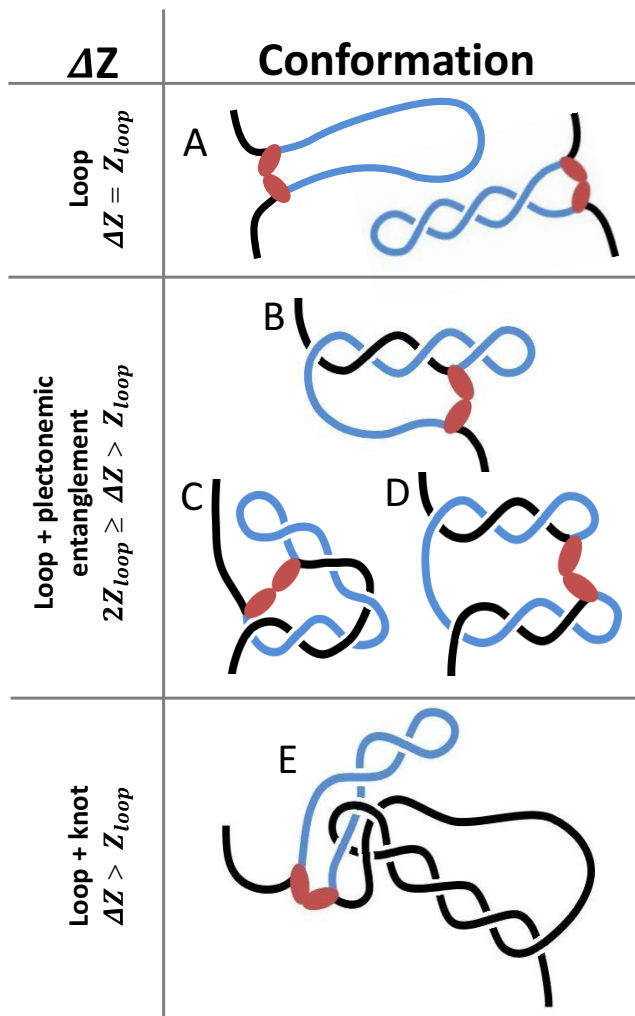 ΔZ
Conformation
Loop
ΔZ = Z_loop
A
Loop + plectonemic
entanglement
2Z_loop ≥ ΔZ > Z_loop
B
C
D
Loop + knot
ΔZ > Z_loop
E